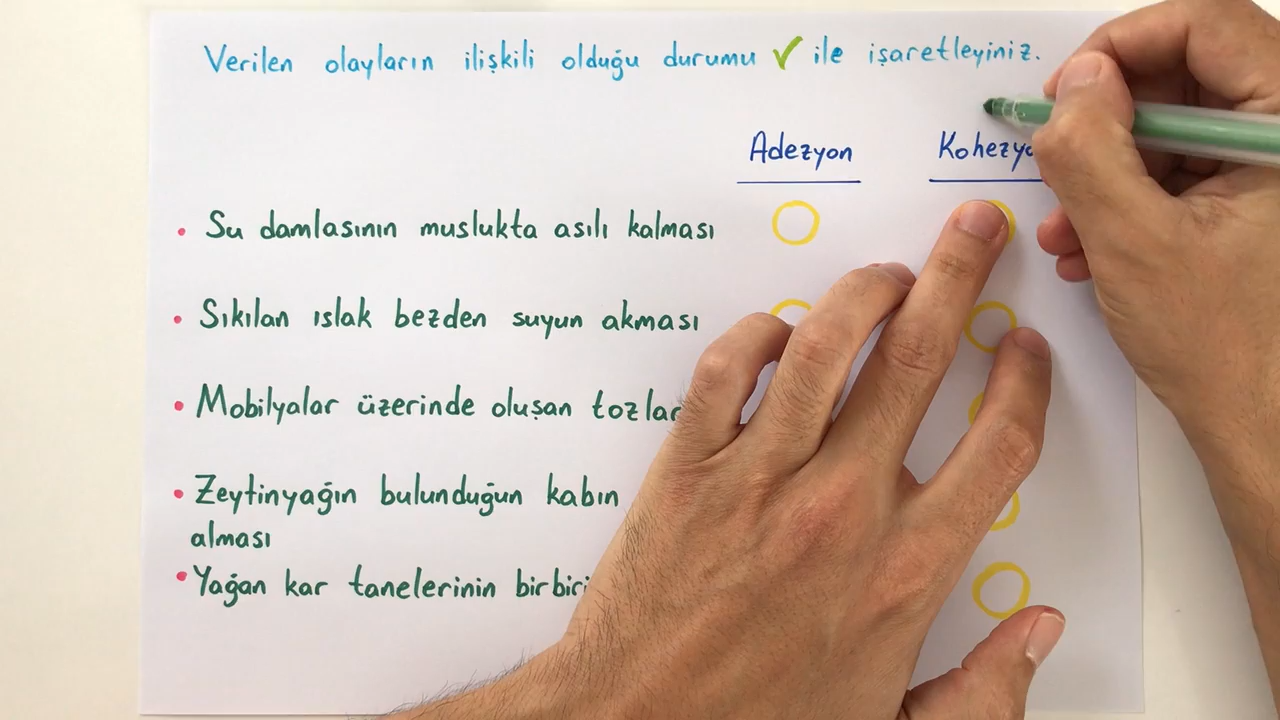 Verilen olayların ilişkili olduğu durumu ✓ ile işaretleyiniz.
Adezyon
• Su damlasının muslukta asılı kalması
• Sıkılan ıslak bezden suyun akması
• Mobilyalar üzerinde oluşan tozlar
• Zeytinyağın bulunduğun kabın
alması
• Yağan kar tanelerinin